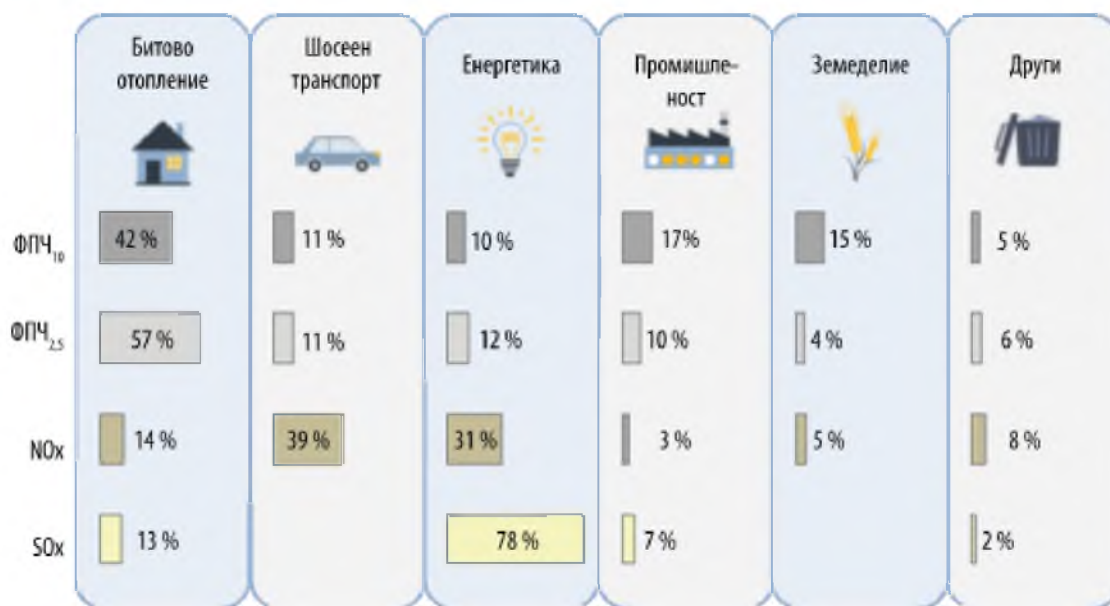 Битово
отопление
Шосеен
транспорт
Енергетика
Промишле-
ност
Земеделие
Други
ФПЧ10 42 % 11 % 10 % 17% 15 % 5 %
ФПЧ2,5 57 % 11 % 12 % 10 % 4 % 6 %
NOx 14 % 39 % 31 % 3 % 5 % 8 %
SOx 13 % 78 % 7 % 2 %